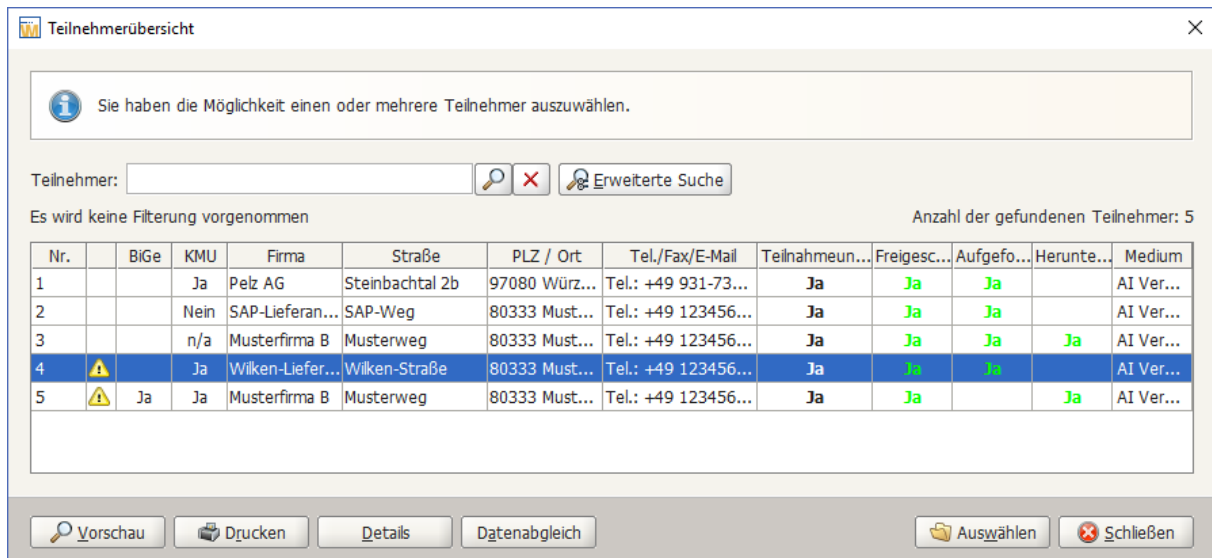 Teilnehmerübersicht
Sie haben die Möglichkeit einen oder mehrere Teilnehmer auszuwählen.
Teilnehmer: Erweiterte Suche
Es wird keine Filterung vorgenommen Anzahl der gefundenen Teilnehmer: 5
Nr. BiGe KMU Firma Straße PLZ / Ort Tel./Fax/E-Mail Teilnahmeun... Freigesc... Aufgefo... Herunte... Medium
1 Ja Pelz AG Steinbachtal 2b 97080 Würz... Tel.: +49 931-73... Ja Ja Ja AI Ver...
2 Nein SAP-Lieferan... SAP-Weg 80333 Must... Tel.: +49 123456... Ja Ja Ja AI Ver...
3 n/a Musterfirma B Musterweg 80333 Must... Tel.: +49 123456... Ja Ja Ja Ja AI Ver...
4 Ja Wilken-Liefer... Wilken-Straße 80333 Must... Tel.: +49 123456... Ja Ja Ja AI Ver...
5 Ja Ja Musterfirma B Musterweg 80333 Must... Tel.: +49 123456... Ja Ja Ja AI Ver...
Vorschau Drucken Details Datenabgleich Auswählen Schließen